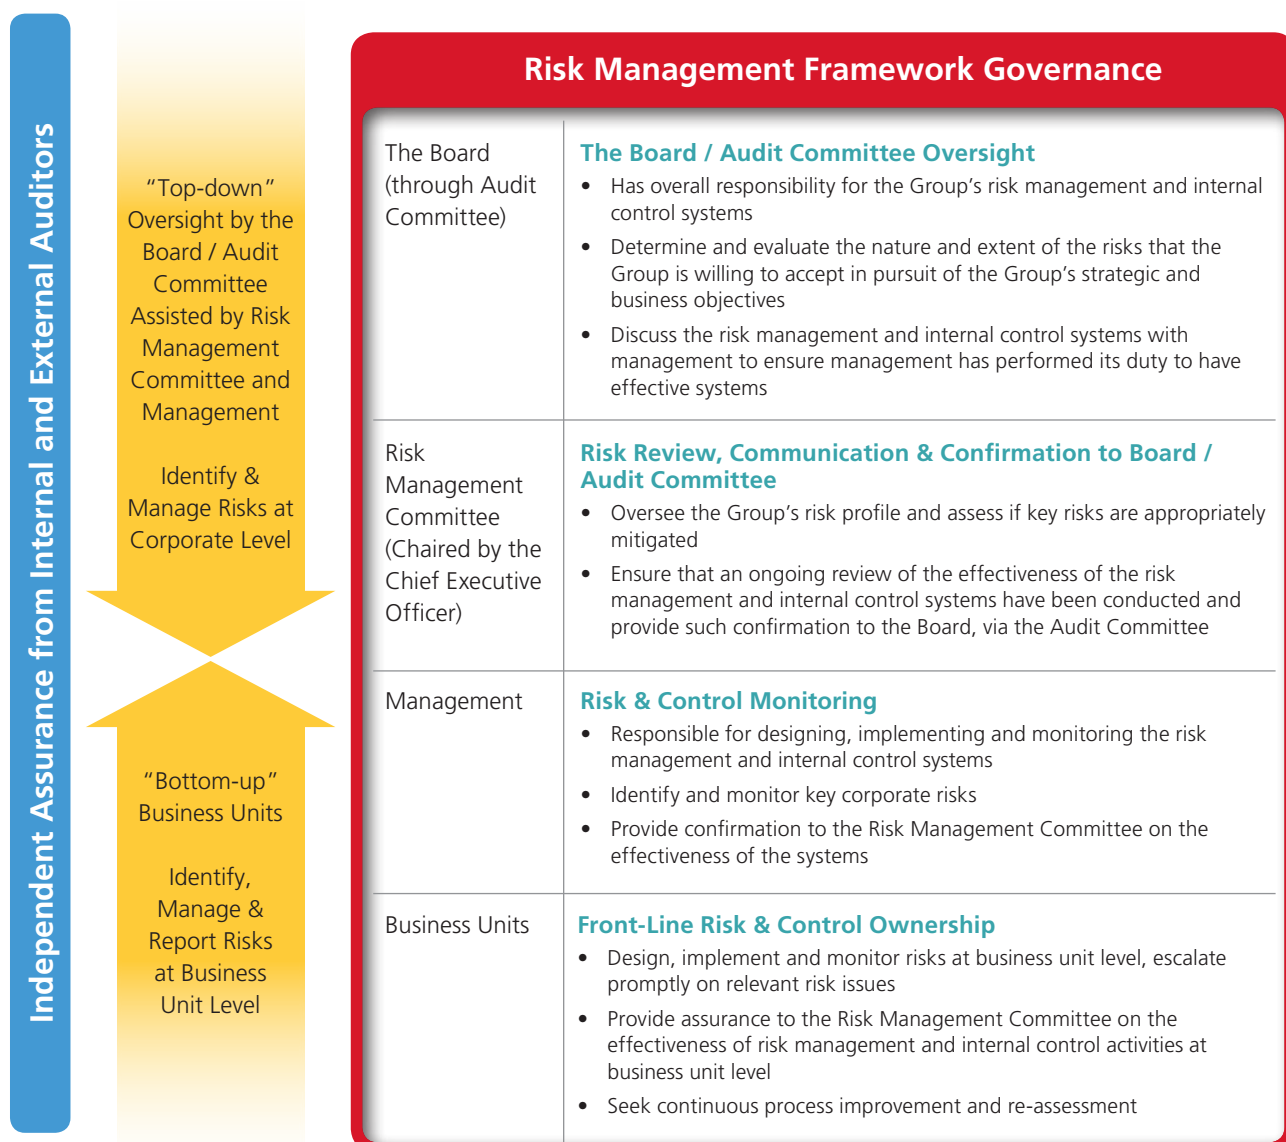 Independent Assurance from Internal and External Auditors
“Top-down”
Oversight by the
Board / Audit
Committee
Assisted by Risk
Management
Committee and
Management
Identify &
Manage Risks at
Corporate Level
“Bottom-up”
Business Units
Identify,
Manage &
Report Risks
at Business
Unit Level
Risk Management Framework Governance
The Board
(through Audit
Committee)
The Board / Audit Committee Oversight
• Has overall responsibility for the Group’s risk management and internal
control systems
• Determine and evaluate the nature and extent of the risks that the
Group is willing to accept in pursuit of the Group’s strategic and
business objectives
• Discuss the risk management and internal control systems with
management to ensure management has performed its duty to have
effective systems
Risk
Management
Committee
(Chaired by the
Chief Executive
Officer)
Risk Review, Communication & Confirmation to Board /
Audit Committee
• Oversee the Group’s risk profile and assess if key risks are appropriately
mitigated
• Ensure that an ongoing review of the effectiveness of the risk
management and internal control systems have been conducted and
provide such confirmation to the Board, via the Audit Committee
Management
Risk & Control Monitoring
• Responsible for designing, implementing and monitoring the risk
management and internal control systems
• Identify and monitor key corporate risks
• Provide confirmation to the Risk Management Committee on the
effectiveness of the systems
Business Units
Front-Line Risk & Control Ownership
• Design, implement and monitor risks at business unit level, escalate
promptly on relevant risk issues
• Provide assurance to the Risk Management Committee on the
effectiveness of risk management and internal control activities at
business unit level
• Seek continuous process improvement and re-assessment